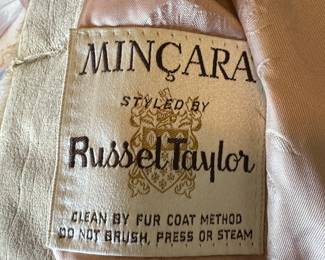 MINÇARA
STYLED BY
Russel Taylor
CLEAN BY FUR COAT METHOD
DO NOT BRUSH, PRESS OR STEAM